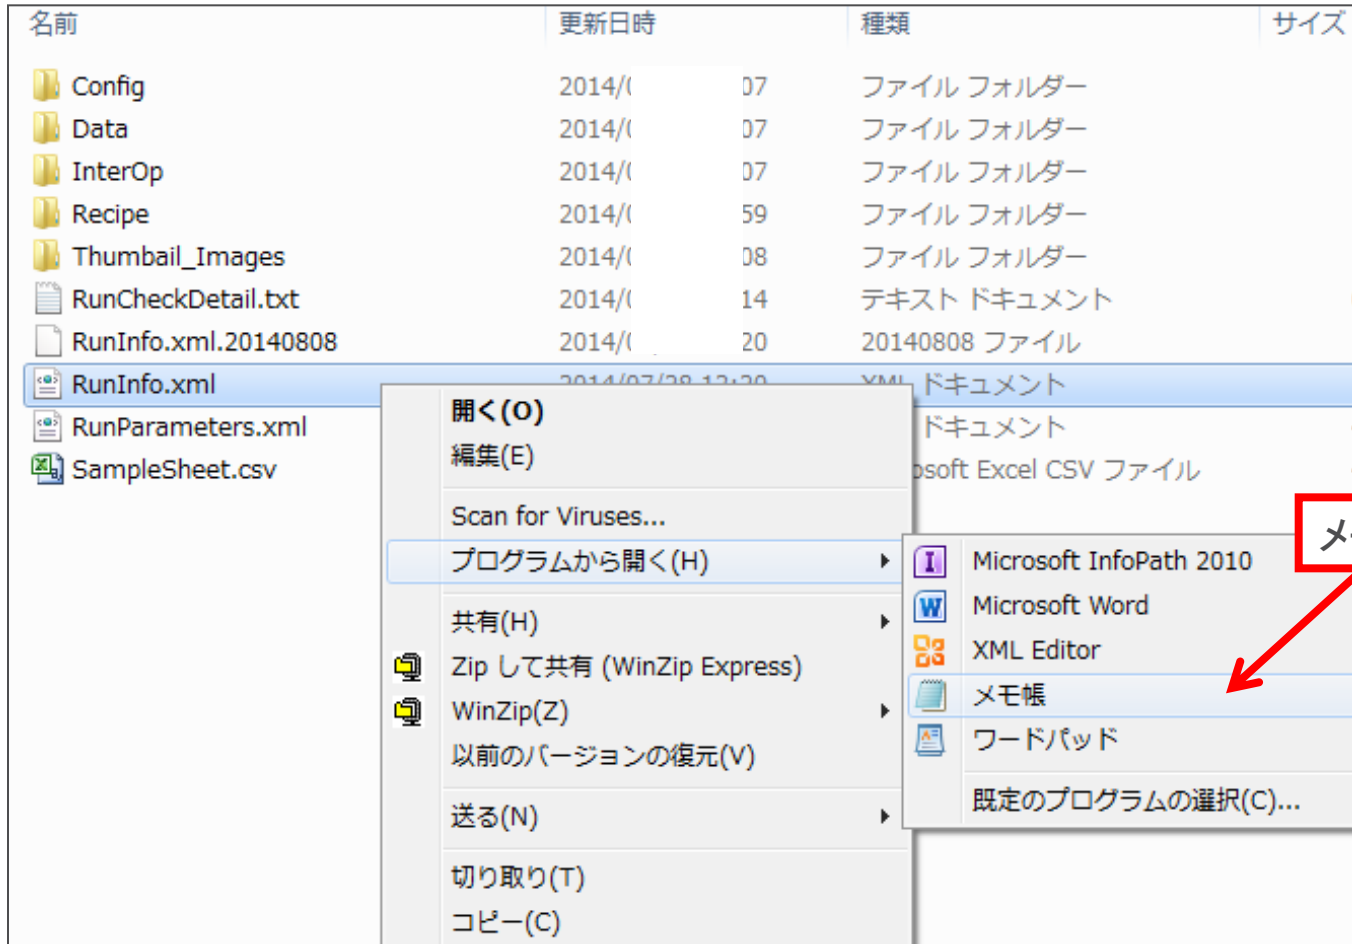 名前 更新日時 種類 サイズ
Config 2014/ 07 ファイル フォルダー
Data 2014/ 07 ファイル フォルダー
InterOp 2014/ 07 ファイル フォルダー
Recipe 2014/ 59 ファイル フォルダー
Thumbail_Images 2014/ 08 ファイル フォルダー
RunCheckDetail.txt 2014/ 14 テキスト ドキュメント
RunInfo.xml.20140808 2014/ 20 20140808 ファイル
RunInfo.xml 2014/07/28 12:20 XML ドキュメント
RunParameters.xml ドキュメント
SampleSheet.csv osoft Excel CSV ファイル
開く(O)
編集(E)
Scan for Viruses...
プログラムから開く(H)
共有(H)
Zip して共有 (WinZip Express)
WinZip(Z)
以前のバージョンの復元(V)
送る(N)
切り取り(T)
コピー(C)
Microsoft InfoPath 2010
Microsoft Word
XML Editor
メモ帳
ワードパッド
既定のプログラムの選択(C)...
メ